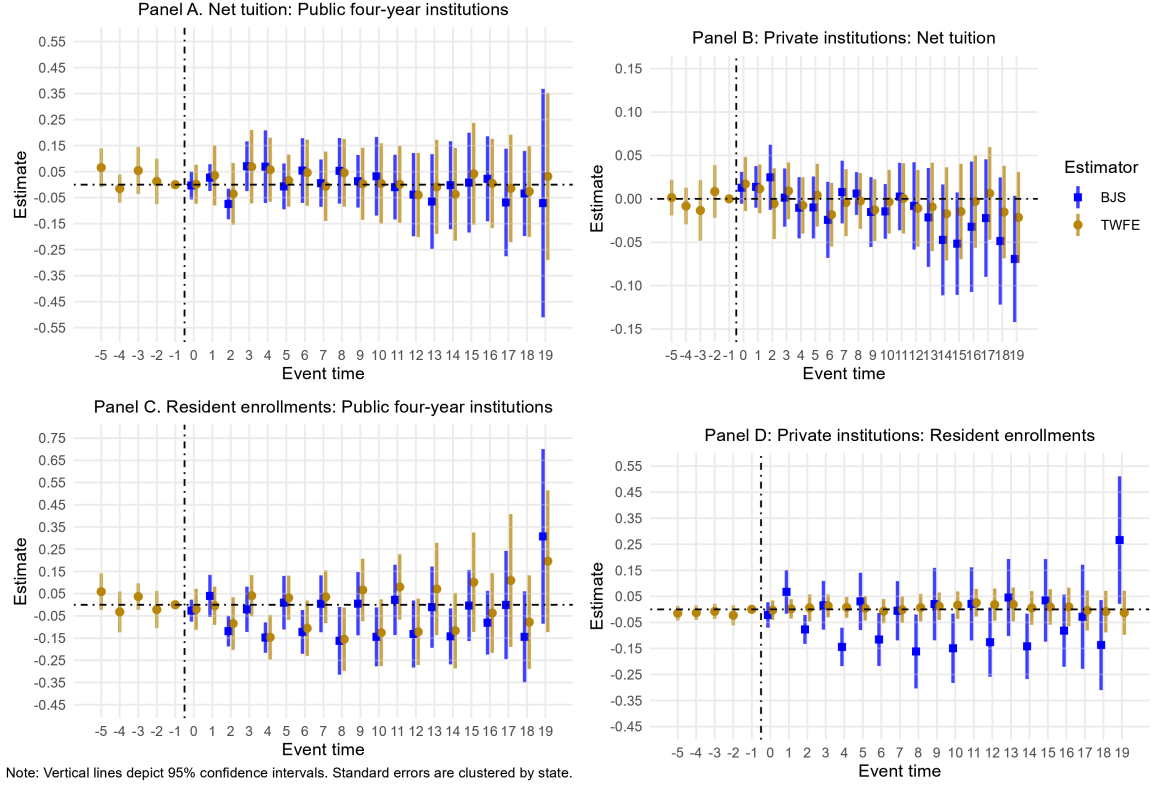 Panel A. Net tuition: Public four-year institutions
0.55
0.45
0.35
0.25
0.15
0.05
-0.05
-0.15
-0.25
-0.35
-0.45
-0.55
Estimate
-5 -4 -3 -2 -1 0 1 2 3 4 5 6 7 8 9 10 11 12 13 14 15 16 17 18 19
Event time
Panel B: Private institutions: Net tuition
0.15
0.10
0.05
0.00
-0.05
-0.10
-0.15
Estimate
-5 -4 -3 -2 -1 0 1 2 3 4 5 6 7 8 9 10 11 12 13 14 15 16 17 18 19
Event time
Estimator
BJS
TWFE
Panel C. Resident enrollments: Public four-year institutions
0.75
0.65
0.55
0.45
0.35
0.25
0.15
0.05
-0.05
-0.15
-0.25
-0.35
-0.45
Estimate
-5 -4 -3 -2 -1 0 1 2 3 4 5 6 7 8 9 10 11 12 13 14 15 16 17 18 19
Event time
Panel D: Private institutions: Resident enrollments
0.55
0.45
0.35
0.25
0.15
0.05
-0.05
-0.15
-0.25
-0.35
-0.45
Estimate
-5 -4 -3 -2 -1 0 1 2 3 4 5 6 7 8 9 10 11 12 13 14 15 16 17 18 19
Event time
Note: Vertical lines depict 95% confidence intervals. Standard errors are clustered by state.